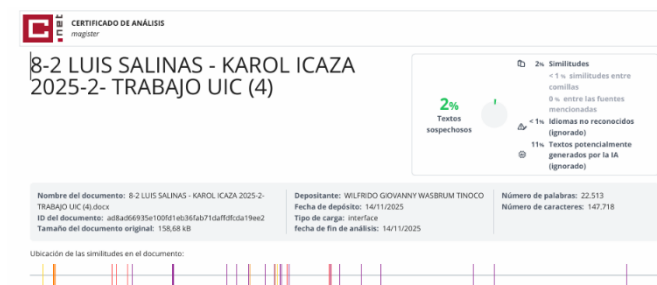 C.net
CERTIFICADO DE ANÁLISIS
magister
8-2 LUIS SALINAS - KAROL ICAZA
2025-2- TRABAJO UIC (4)
2%
Textos
sospechosos
2% Similitudes
< 1% similitudes entre
comillas
0% entre las fuentes
mencionadas
< 1% Idiomas no reconocidos
(ignorado)
11% Textos potencialmente
generados por la IA
(ignorado)
Nombre del documento: 8-2 LUIS SALINAS - KAROL ICAZA 2025-2-
TRABAJO UIC (4).docx
ID del documento: ad8ad66935e100fd1eb36fab71daffdfcda19ee2
Tamaño del documento original: 158,68 kB
Depositante: WILFRIDO GIOVANNY WASBRUM TINOCO
Fecha de depósito: 14/11/2025
Tipo de carga: interface
fecha de fin de análisis: 14/11/2025
Número de palabras: 22.513
Número de caracteres: 147.718
Ubicación de las similitudes en el documento: